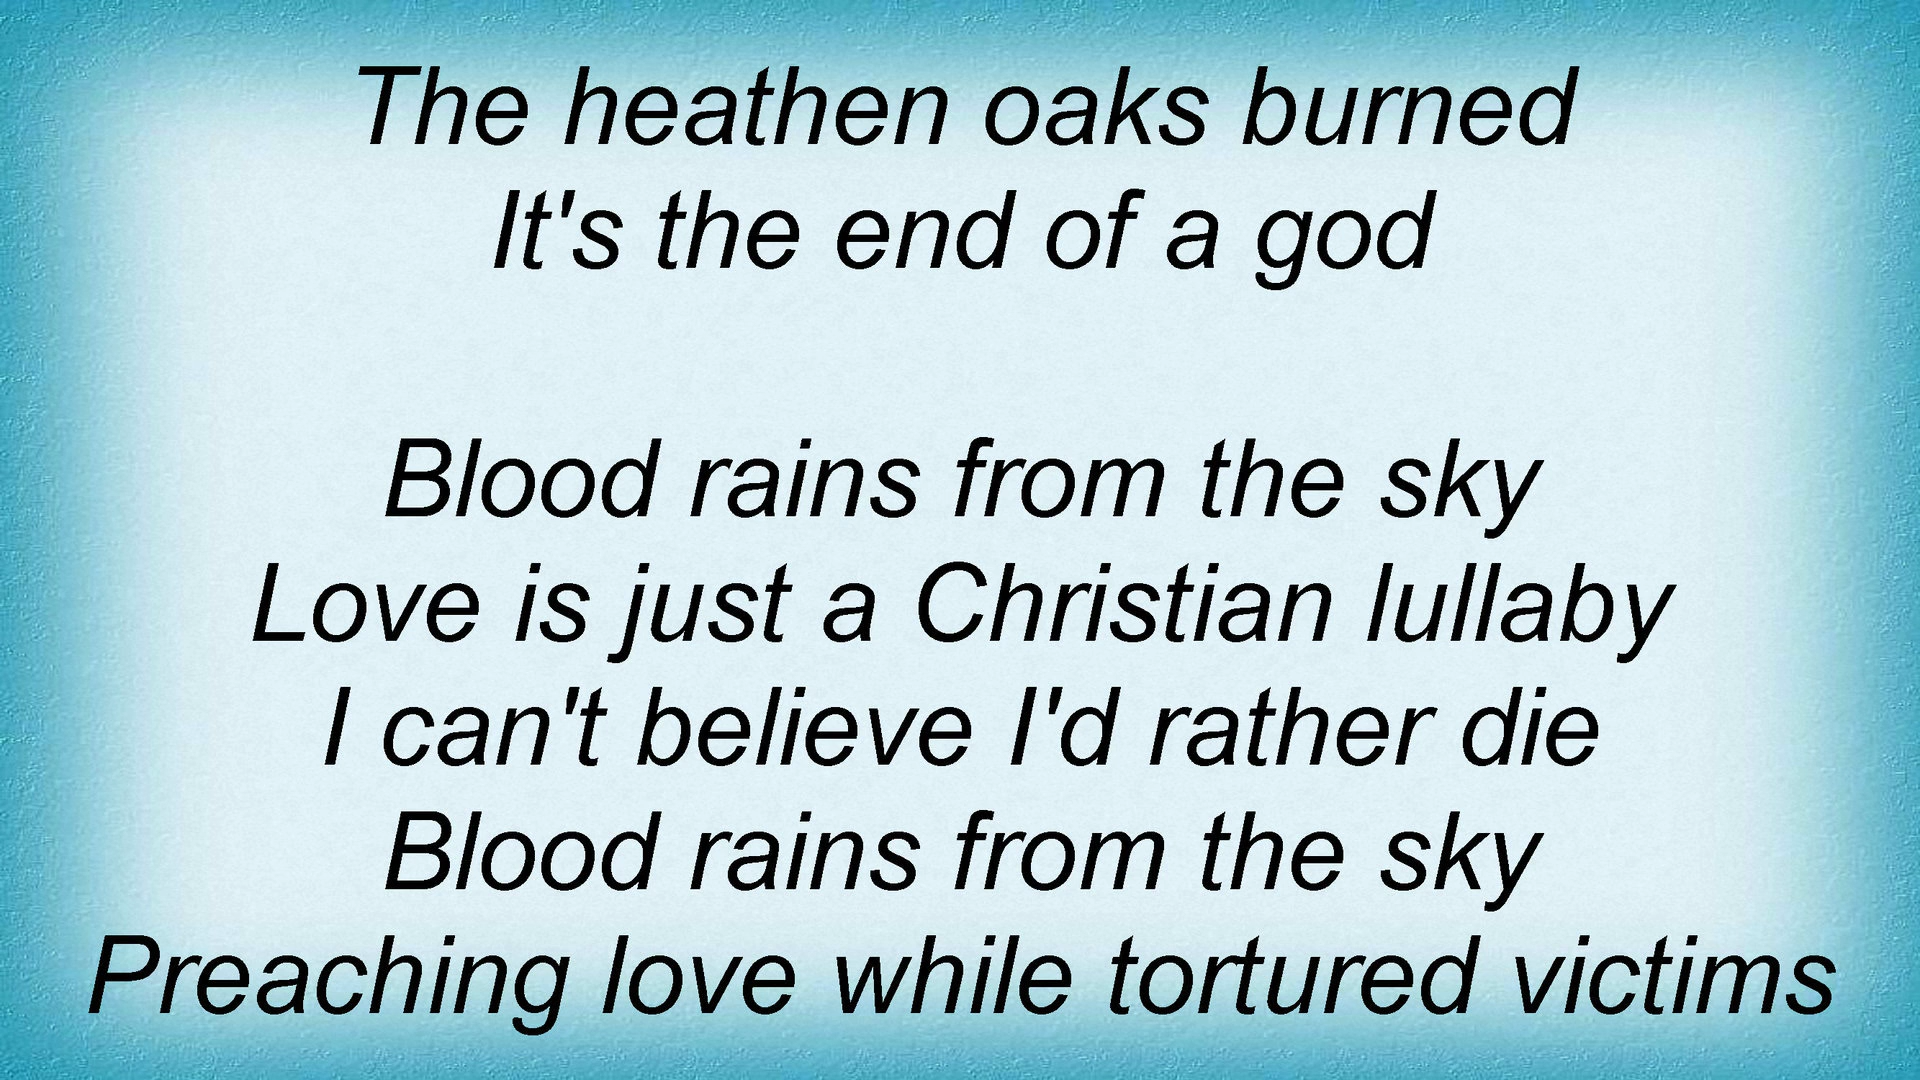 The heathen oaks burned
It's the end of a god
Blood rains from the sky
Love is just a Christian lullaby
I can't believe I'd rather die
Blood rains from the sky
Preaching love while tortured victims